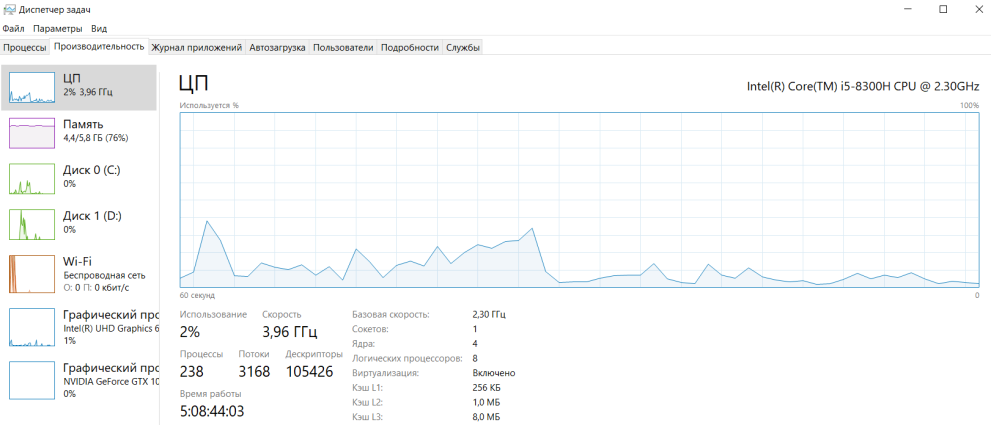 Диспетчер задач
Файл Параметры Вид
Процессы Производительность Журнал приложений Автозагрузка Пользователи Подробности Службы
ЦП
2% 3,96 ГГц
Память
4,4/5,8 ГБ (76%)
Диск 0 (C:)
0%
Диск 1 (D:)
0%
Wi-Fi
Беспроводная сеть
О: 0 П: 0 кбит/с
Графический прс
Intel(R) UHD Graphics 6
1%
Графический прс
NVIDIA GeForce GTX 10
0%
ЦП
Intel(R) Core(TM) i5-8300H CPU @ 2.30GHz
Используется % 100%
60 секунд 0
Использование Скорость
2% 3,96 ГГц
Процессы Потоки Дескрипторы
238 3168 105426
Время работы
5:08:44:03
Базовая скорость: 2,30 ГГц
Сокетов: 1
Ядра: 4
Логических процессоров: 8
Виртуализация: Включено
Кэш L1: 256 КБ
Кэш L2: 1,0 МБ
Кэш L3: 8,0 МБ